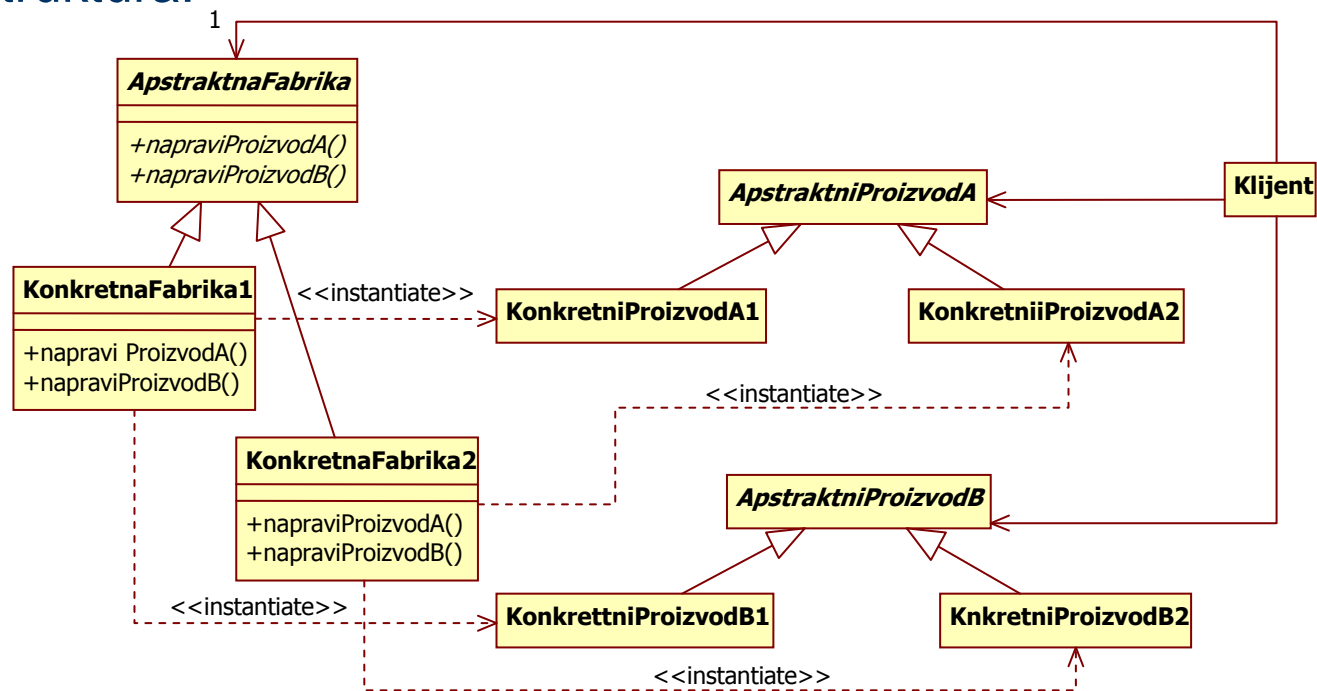 1
ApstraktnaFabrika
+napraviProizvodA()
+napraviProizvodB()
ApstraktniProizvodA
Klijent
KonkretnaFabrika1
+napravi ProizvodA()
+napraviProizvodB()
<<instantiate>>
KonkretniProizvodA1
KonkretniiProizvodA2
<<instantiate>>
KonkretnaFabrika2
+napraviProizvodA()
+napraviProizvodB()
ApstraktniProizvodB
<<instantiate>>
KonkrettniProizvodB1
KnkretniProizvodB2
<<instantiate>>